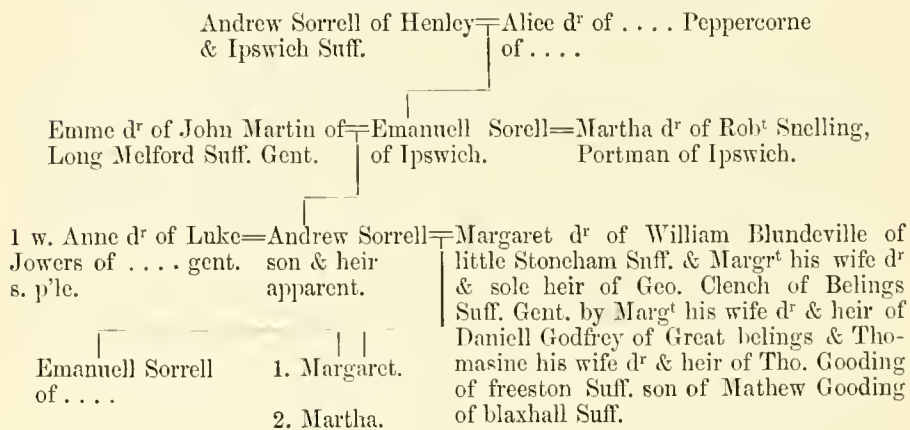 Andrew Sorrell of Henley=Alice dʳ of .... Peppercorne
& Ipswich Suff. of ....
Emme dʳ of John Martin of=Emanuell Sorell=Martha dʳ of Robᵗ Snelling,
Long Melford Suff. Gent. of Ipswich. Portman of Ipswich.
1 w. Anne dʳ of Luke=Andrew Sorrell=Margaret dʳ of William Blundeville of
Jowers of .... gent. son & heir little Stoneham Suff. & Margrᵗ his wife dʳ
s. p'le. apparent. & sole heir of Geo. Clench of Belings
Suff. Gent. by Margᵗ his wife dʳ & heir of
Daniell Godfrey of Great belings & Tho-
masine his wife dʳ & heir of Tho. Gooding
of freeston Suff. son of Mathew Gooding
of blaxhall Suff.
Emanuell Sorrell 1. Margaret.
of ....
2. Martha.